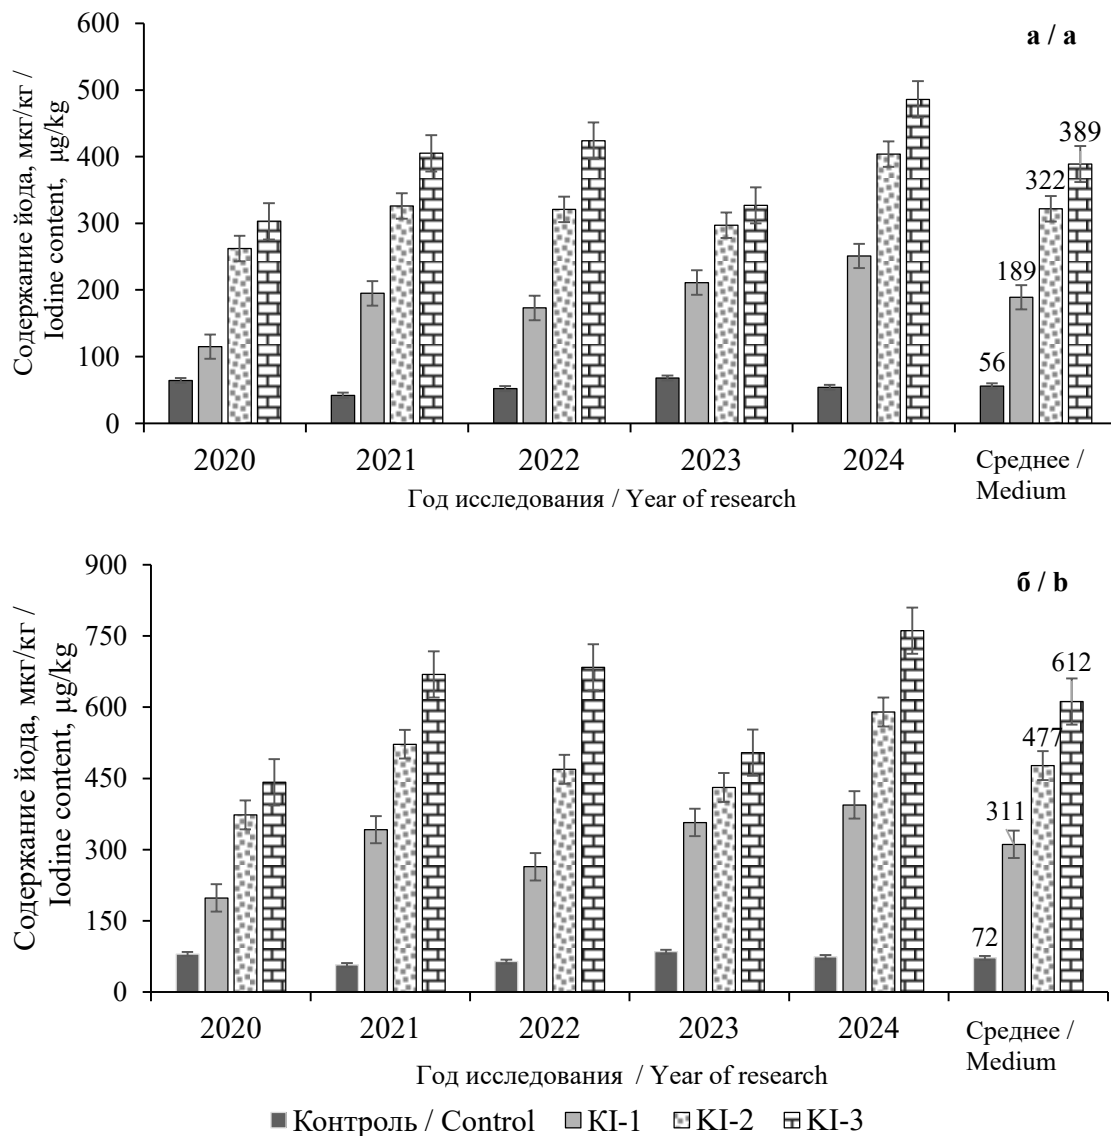 600
500
400
300
200
100
0
Содержание йода, мкг/кг /
Iodine content, µg/kg
а / a
56
189
322
389
2020
2021
2022
2023
2024
Среднее /
Medium
Год исследования / Year of research
900
750
600
450
300
150
0
Содержание йода, мкг/кг /
Iodine content, µg/kg
б / b
72
311
477
612
2020
2021
2022
2023
2024
Среднее /
Medium
Год исследования / Year of research
Контроль / Control KI-1 KI-2 KI-3